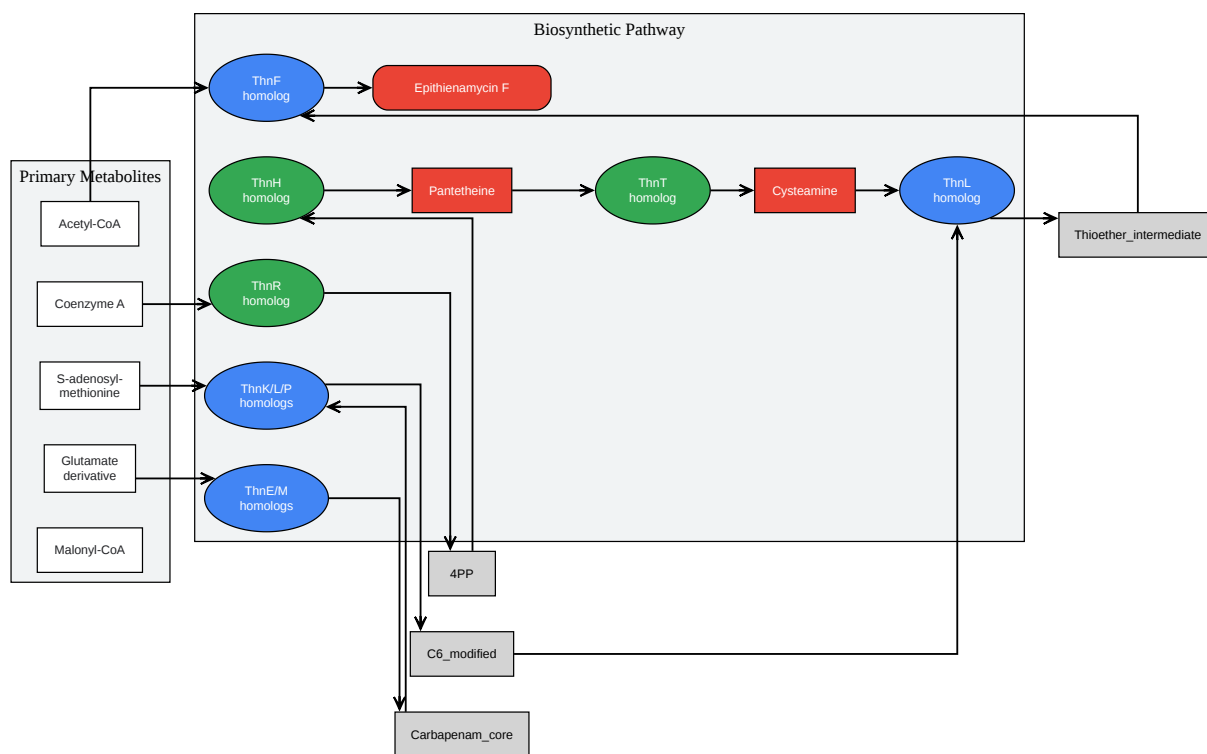 Biosynthetic Pathway
ThnF
homolog
Epithienamycin F
Primary Metabolites
ThnH
homolog
Pantetheine
ThnT
homolog
Cysteamine
ThnL
homolog
Acetyl-CoA
Thioether_intermediate
ThnR
homolog
Coenzyme A
S-adenosyl-
methionine
ThnK/L/P
homologs
Glutamate
derivative
ThnE/M
homologs
Malonyl-CoA
4PP
C6_modified
Carbapenam_core